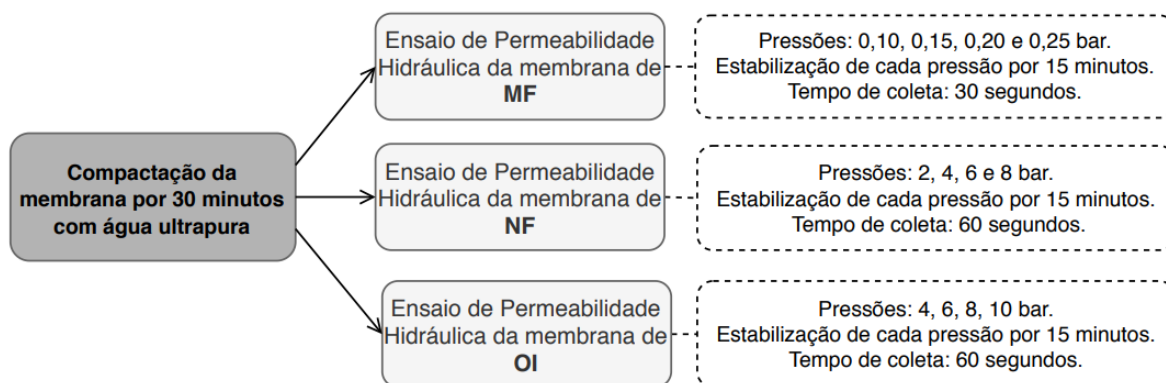 Compactação da
membrana por 30 minutos
com água ultrapura
Ensaio de Permeabilidade
Hidráulica da membrana de
MF
Pressões: 0,10, 0,15, 0,20 e 0,25 bar.
Estabilização de cada pressão por 15 minutos.
Tempo de coleta: 30 segundos.
Ensaio de Permeabilidade
Hidráulica da membrana de
NF
Pressões: 2, 4, 6 e 8 bar.
Estabilização de cada pressão por 15 minutos.
Tempo de coleta: 60 segundos.
Ensaio de Permeabilidade
Hidráulica da membrana de
OI
Pressões: 4, 6, 8, 10 bar.
Estabilização de cada pressão por 15 minutos.
Tempo de coleta: 60 segundos.